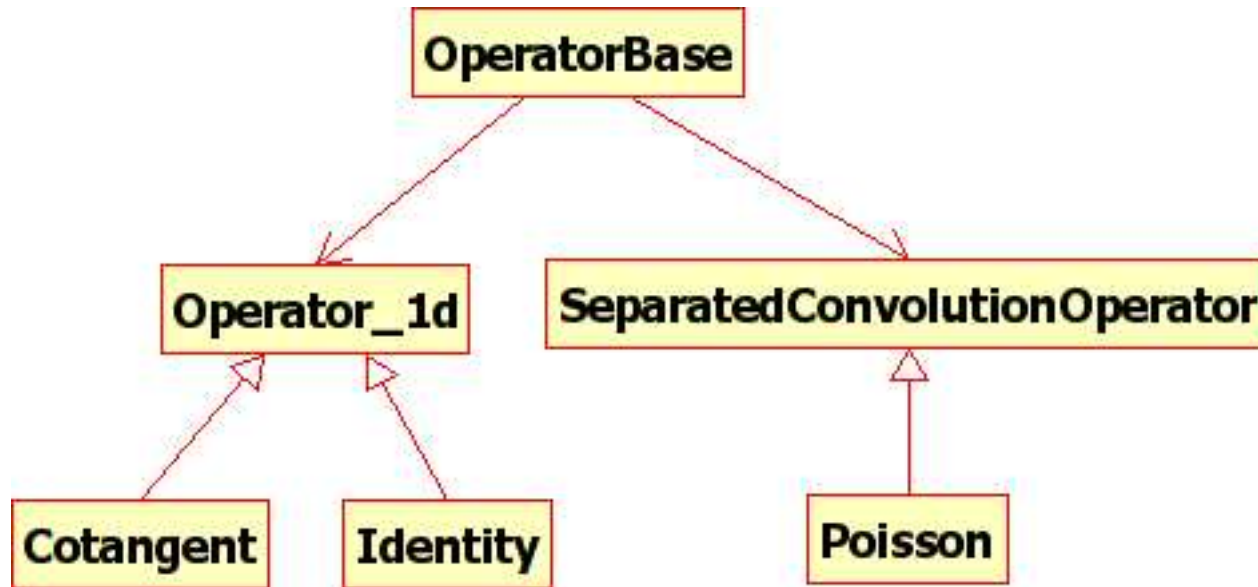 OperatorBase
Operator_1d
SeparatedConvolutionOperator
Cotangent
Identity
Poisson